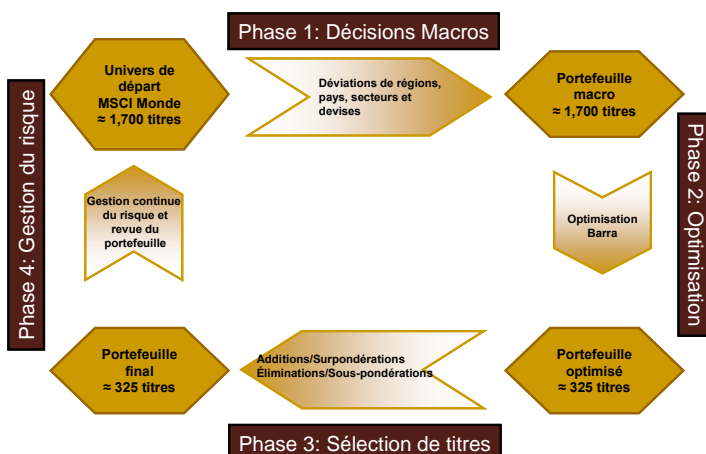 Phase 1: Décisions Macros
Univers de
départ
MSCI Monde
≈ 1,700 titres
Déviations de régions,
pays, secteurs et
devises
Portefeuille
macro
≈ 1,700 titres
Phase 2: Optimisation
Optimisation
Barra
Portefeuille
optimisé
≈ 325 titres
Additions/Surpondérations
Éliminations/Sous-pondérations
Phase 3: Sélection de titres
Portefeuille
final
≈ 325 titres
Gestion continue
du risque et
revue du
portefeuille
Phase 4: Gestion du risque